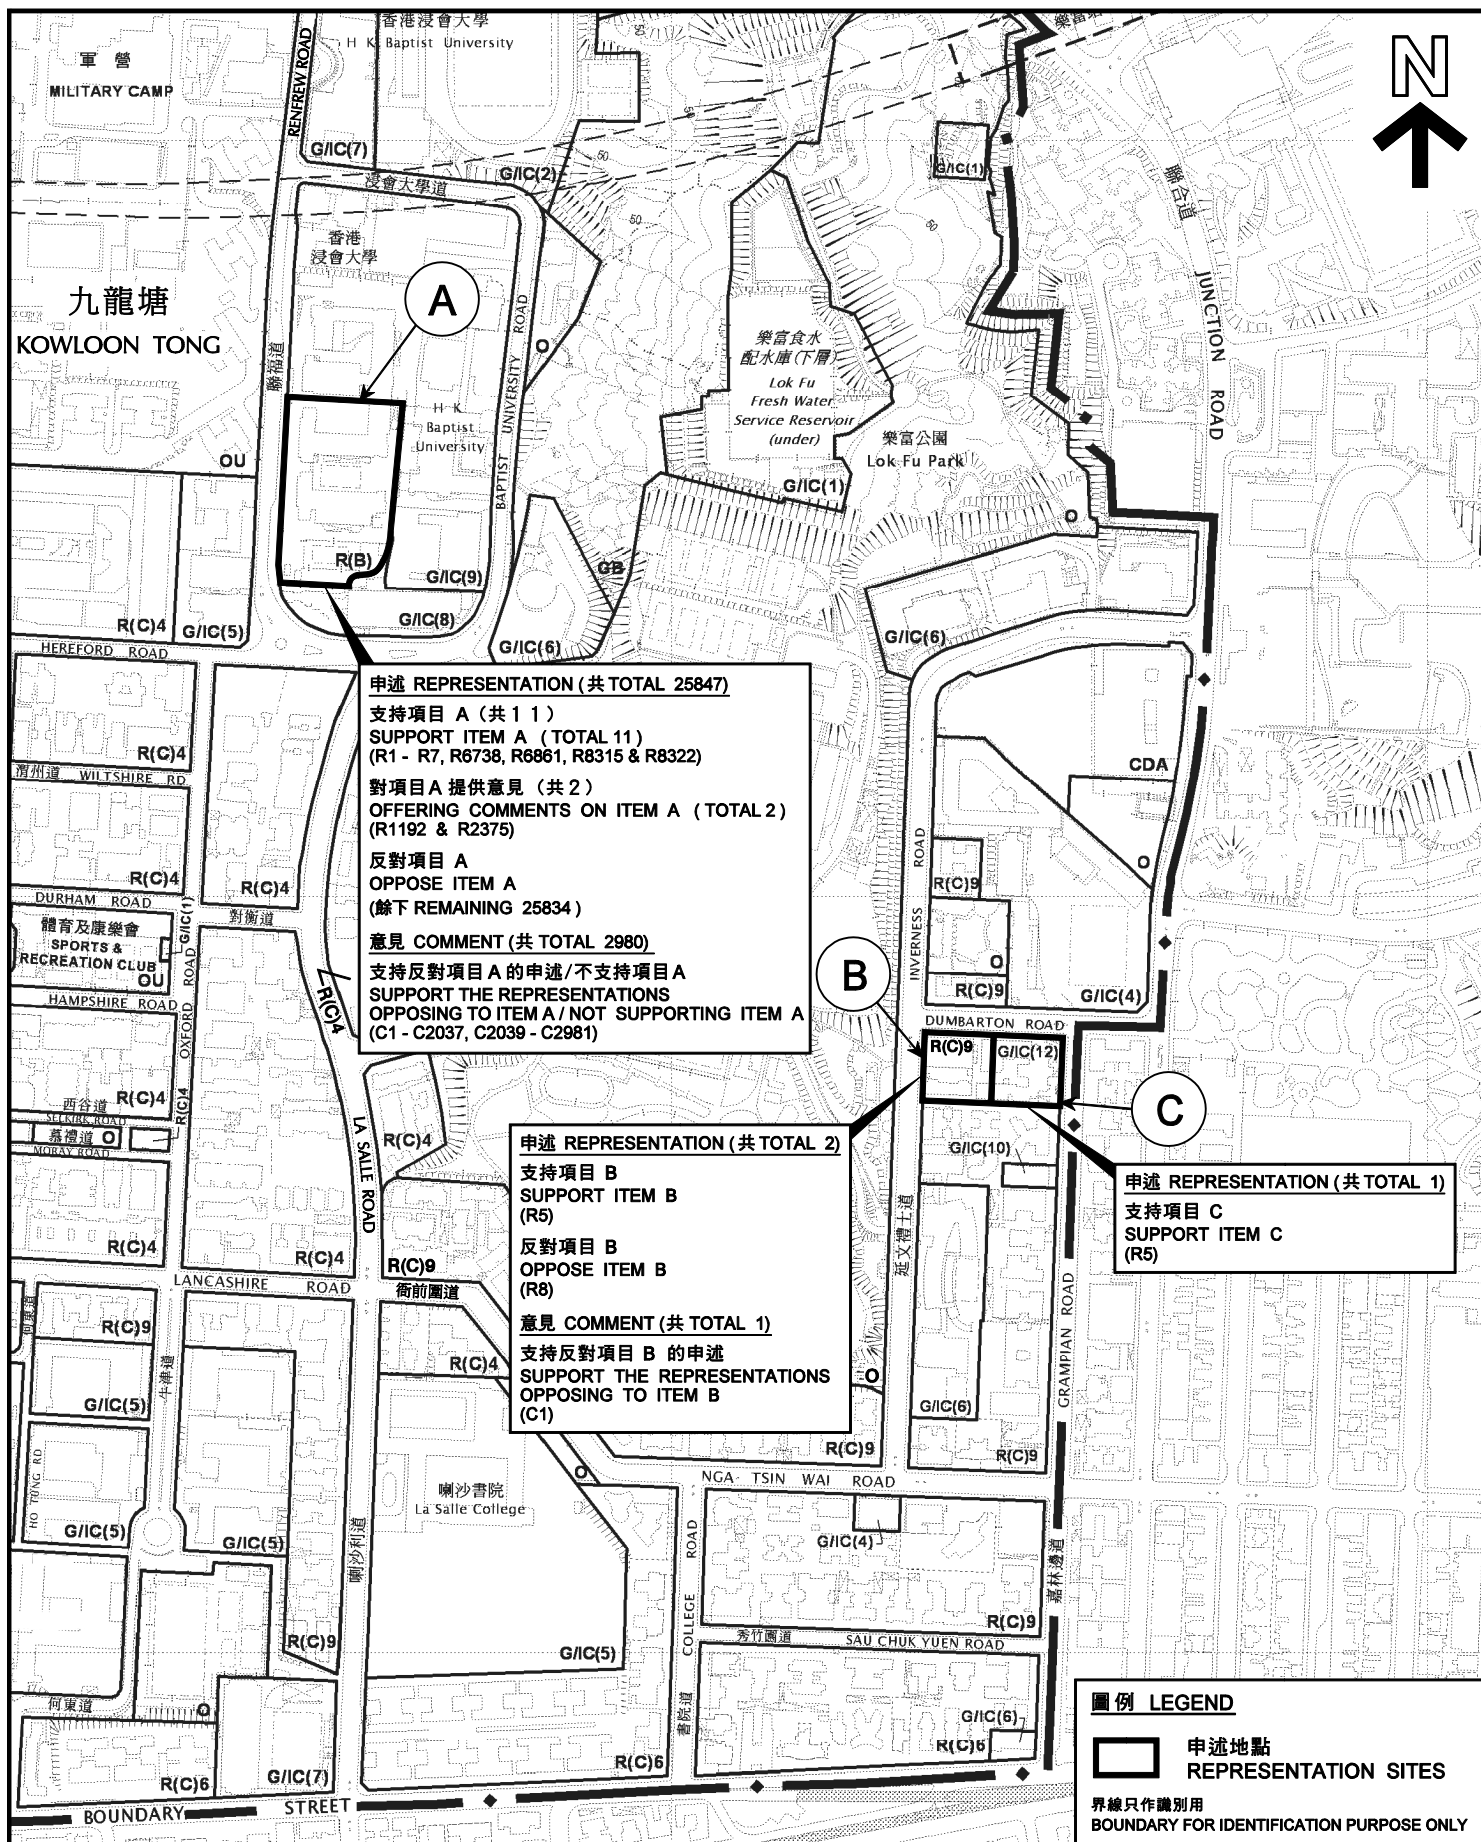 香港浸會大學
H K Baptist University
軍營
MILITARY CAMP
RENFREW ROAD
N
G/IC(7)
G/IC(2)
浸會大學道
50
50
50
50
50
50
G/IC(1)
聯合道
JUNCTION ROAD
香港
浸會大學
A
九龍塘
KOWLOON TONG
聯福道
BAPTIST UNIVERSITY ROAD
O
H K
Baptist
University
樂富食水
配水庫(下層)
Lok Fu
Fresh Water
Service Reservoir
(under)
樂富公園
Lok Fu Park
G/IC(1)
O
OU
R(B)
G/IC(9)
GB
G/IC(8)
R(C)4
G/IC(5)
G/IC(6)
G/IC(6)
HEREFORD ROAD
申述 REPRESENTATION (共 TOTAL 25847)
支持項目 A (共11)
SUPPORT ITEM A (TOTAL 11)
(R1 - R7, R6738, R6861, R8315 & R8322)
對項目A 提供意見 (共2)
OFFERING COMMENTS ON ITEM A (TOTAL 2)
(R1192 & R2375)
反對項目 A
OPPOSE ITEM A
(餘下 REMAINING 25834)
意見 COMMENT (共 TOTAL 2980)
支持反對項目 A 的申述/不支持項目 A
SUPPORT THE REPRESENTATIONS
OPPOSING TO ITEM A / NOT SUPPORTING ITEM A
(C1 - C2037, C2039 - C2981)
R(C)4
渭州道 WILTSHIRE RD
CDA
O
R(C)4
R(C)4
DURHAM ROAD
對衡道
G/IC(1)
體育及康樂會
SPORTS &
RECREATION CLUB
OU
HAMPSHIRE ROAD
OXFORD ROAD
R(C)4
INVERNESS ROAD
R(C)9
O
R(C)9
G/IC(4)
B
DUMBARTON ROAD
R(C)9
G/IC(12)
C
R(C)4
西谷道
SELKIRK ROAD
慕禮道 O
MORAY ROAD
R(C)4
LA SALLE ROAD
R(C)4
G/IC(10)
申述 REPRESENTATION (共 TOTAL 2)
支持項目 B
SUPPORT ITEM B
(R5)
反對項目 B
OPPOSE ITEM B
(R8)
意見 COMMENT (共 TOTAL 1)
支持反對項目 B 的申述
SUPPORT THE REPRESENTATIONS
OPPOSING TO ITEM B
(C1)
申述 REPRESENTATION (共 TOTAL 1)
支持項目 C
SUPPORT ITEM C
(R5)
R(C)4
R(C)4
R(C)9
LANCASHIRE ROAD
衙前圍道
延文禮士道
GRAMPIAN ROAD
何東道
R(C)9
R(C)4
牛津道
G/IC(5)
O
G/IC(6)
R(C)9
R(C)9
NGA TSIN WAI ROAD
HO TUNG RD
喇沙書院
La Salle College
O
G/IC(5)
G/IC(5)
喇沙利道
COLLEGE ROAD
G/IC(4)
嘉林邊道
R(C)9
R(C)9
秀竹園道 SAU CHUK YUEN ROAD
G/IC(5)
何東道
O
書院道
G/IC(6)
R(C)6
R(C)6
G/IC(7)
R(C)6
BOUNDARY STREET
圖例 LEGEND
申述地點
REPRESENTATION SITES
界線只作識別用
BOUNDARY FOR IDENTIFICATION PURPOSE ONLY